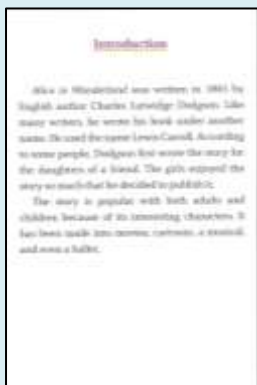 Introduction
Alice in Wonderland was written in 1865 by
English author Charles Lutwidge Dodgson. Like
many writers, he wrote his book under another
name. He used the name Lewis Carroll. According
to some people, Dodgson first wrote the story for
the daughters of a friend. The girls enjoyed the
story so much that he decided to publish it.
The story is popular with both adults and
children because of its interesting characters. It
has been made into movies, cartoons, a musical,
and even a ballet.